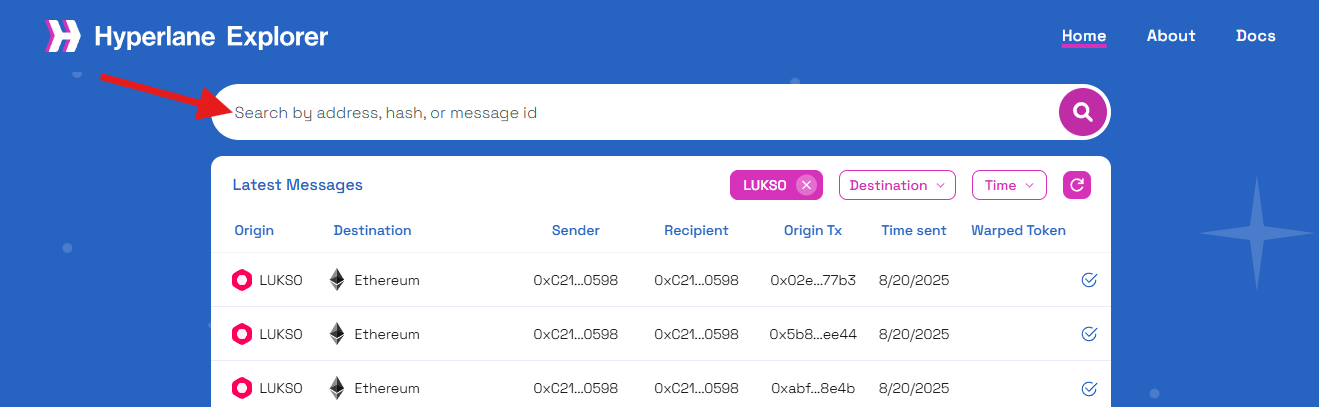 Hyperlane Explorer
Home About Docs
Search by address, hash, or message id
Latest Messages LUKSO Destination Time
Origin Destination Sender Recipient Origin Tx Time sent Warped Token
LUKSO Ethereum 0xC21...0598 0xC21...0598 0x02e...77b3 8/20/2025
LUKSO Ethereum 0xC21...0598 0xC21...0598 0x5b8...ee44 8/20/2025
LUKSO Ethereum 0xC21...0598 0xC21...0598 0xabf...8e4b 8/20/2025